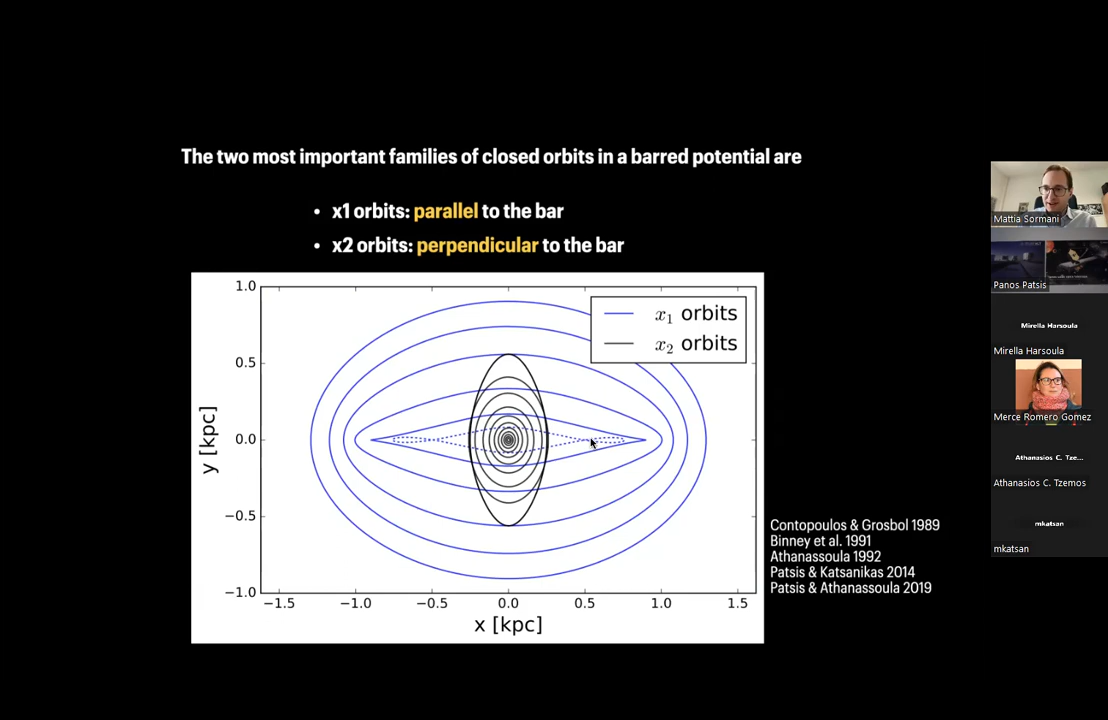 The two most important families of closed orbits in a barred potential are
• x1 orbits: parallel to the bar
• x2 orbits: perpendicular to the bar
1.0
0.5
0.0
−0.5
−1.0
y [kpc]
x₁ orbits
x₂ orbits
−1.5 −1.0 −0.5 0.0 0.5 1.0 1.5
x [kpc]
Contopoulos & Grosbol 1989
Binney et al. 1991
Athanassoula 1992
Patsis & Katsanikas 2014
Patsis & Athanassoula 2019
Mattia Sormani
Panos Patsis
Mirella Harsoula
Mirella Harsoula
Merce Romero Gomez
Athanasios C. Tze...
Athanasios C. Tzemos
mkatsan
mkatsan